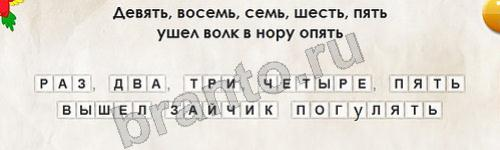 Девять, восемь, семь, шесть, пять
ушел волк в нору опять
РАЗ, ДВА, ТРИ ЧЕТЫРЕ, ПЯТЬ
ВЫШЕЛ ЗАЙЧИК ПОГуЛЯТЬ
branto.ru